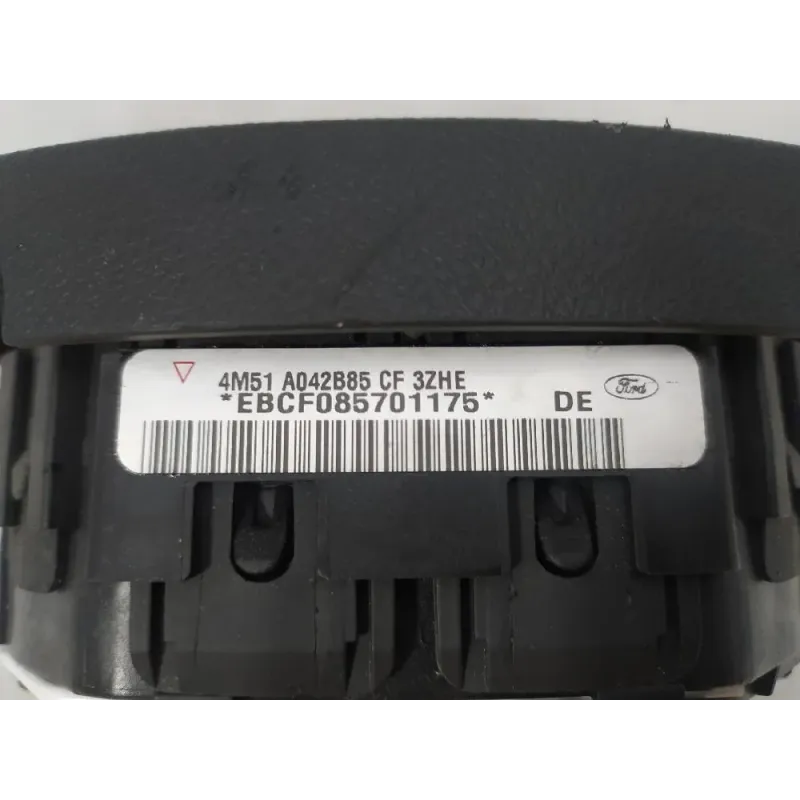 4M51 A042B85 CF 3ZHE
*EBCF085701175* DE Ford